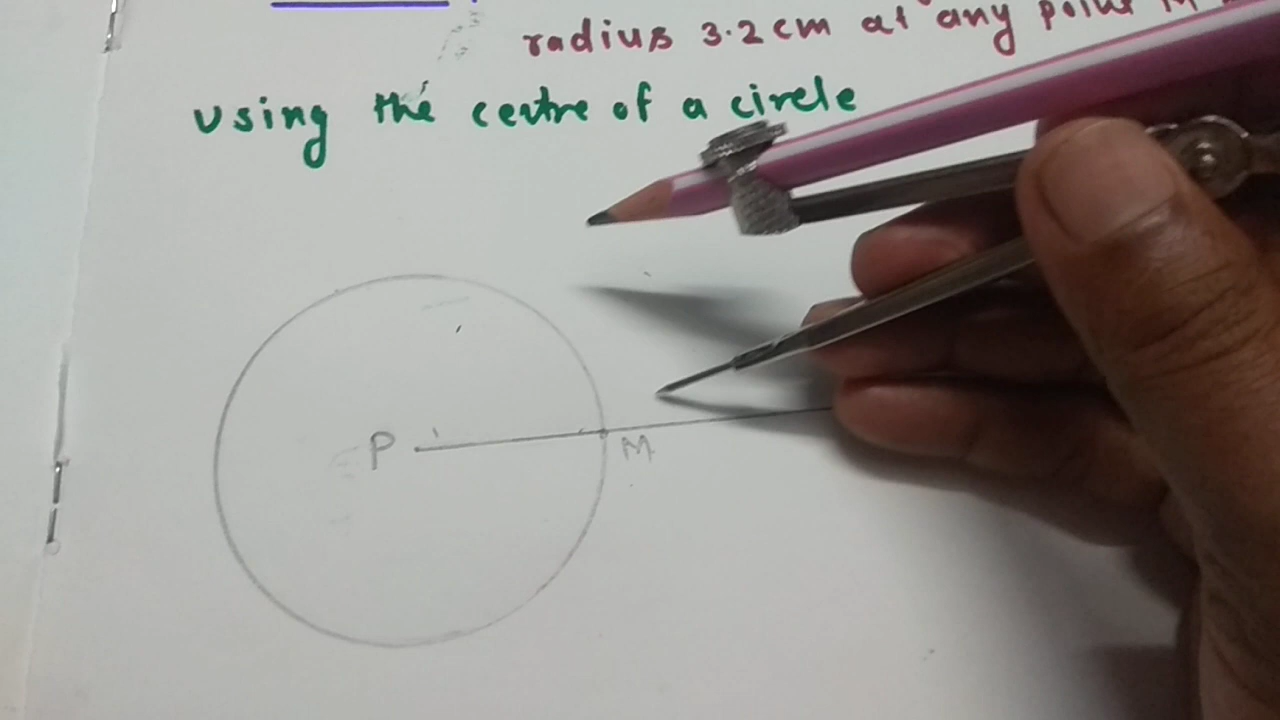 radius 3.2 cm at any point M
Using the centre of a circle
P
M